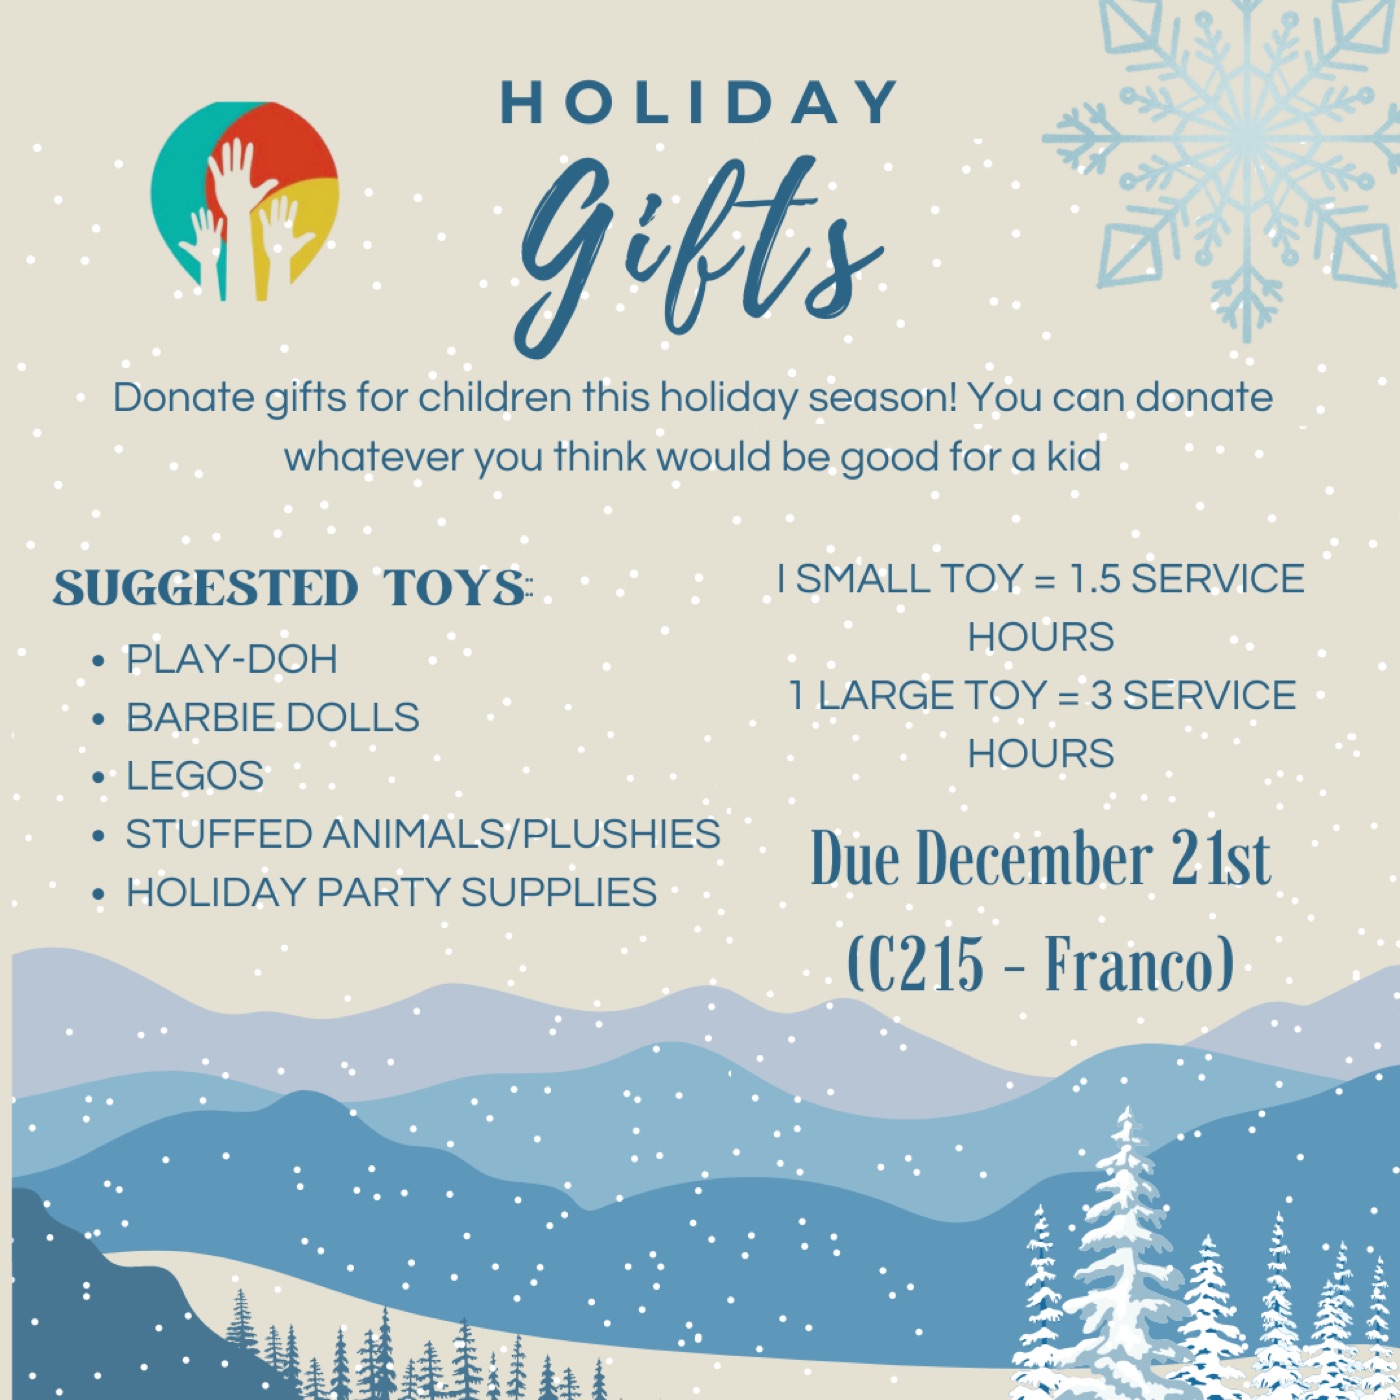 HOLIDAY
Gifts
Donate gifts for children this holiday season! You can donate
whatever you think would be good for a kid
SUGGESTED TOYS:
• PLAY-DOH
• BARBIE DOLLS
• LEGOS
• STUFFED ANIMALS/PLUSHIES
• HOLIDAY PARTY SUPPLIES
I SMALL TOY = 1.5 SERVICE
HOURS
1 LARGE TOY = 3 SERVICE
HOURS
Due December 21st
(C215 - Franco)